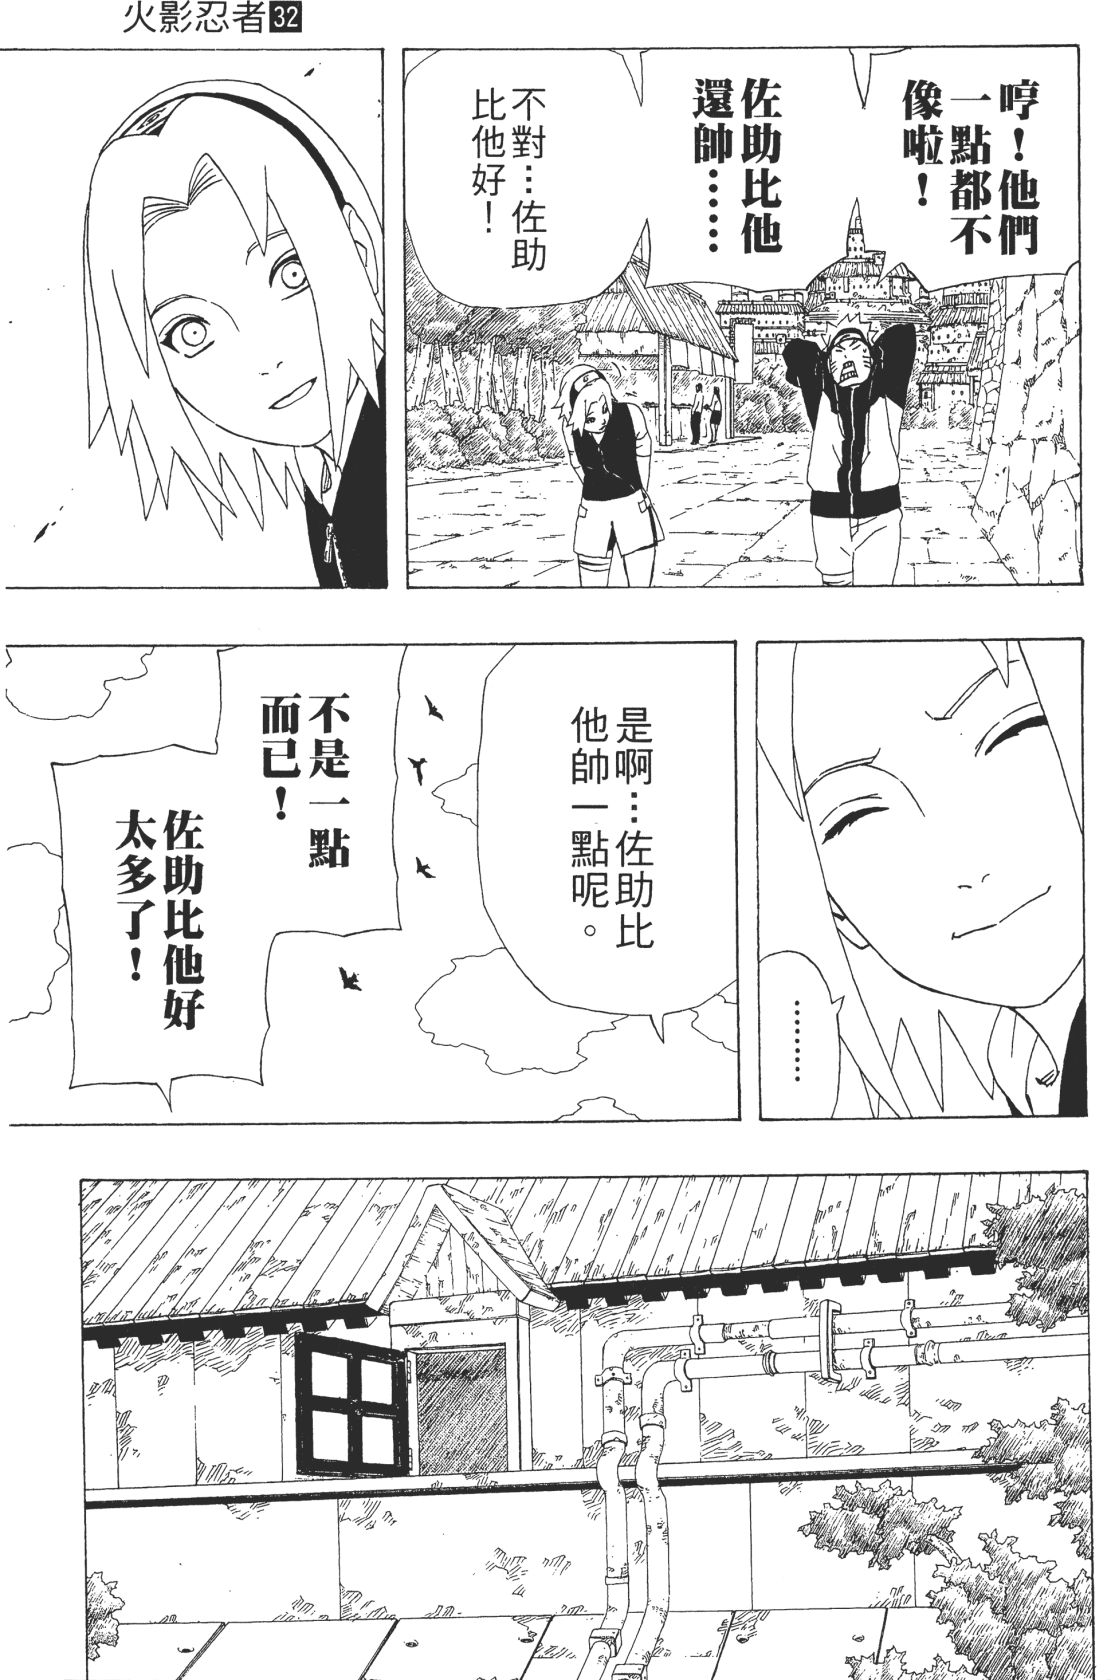 火影忍者32
哼！他們
一點都不
像啦！
佐助比他
還帥……
不對…佐助
比他好！
………
是啊…佐助比
他帥一點呢。
不是一點
而已！
佐助比他好
太多了！